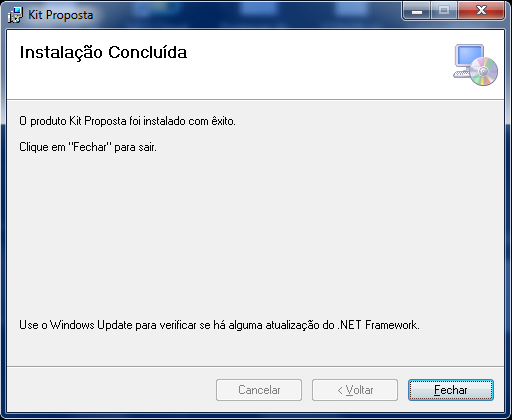 Kit Proposta
Instalação Concluída
O produto Kit Proposta foi instalado com êxito.
Clique em "Fechar" para sair.
Use o Windows Update para verificar se há alguma atualização do .NET Framework.
Cancelar
< Voltar
Fechar